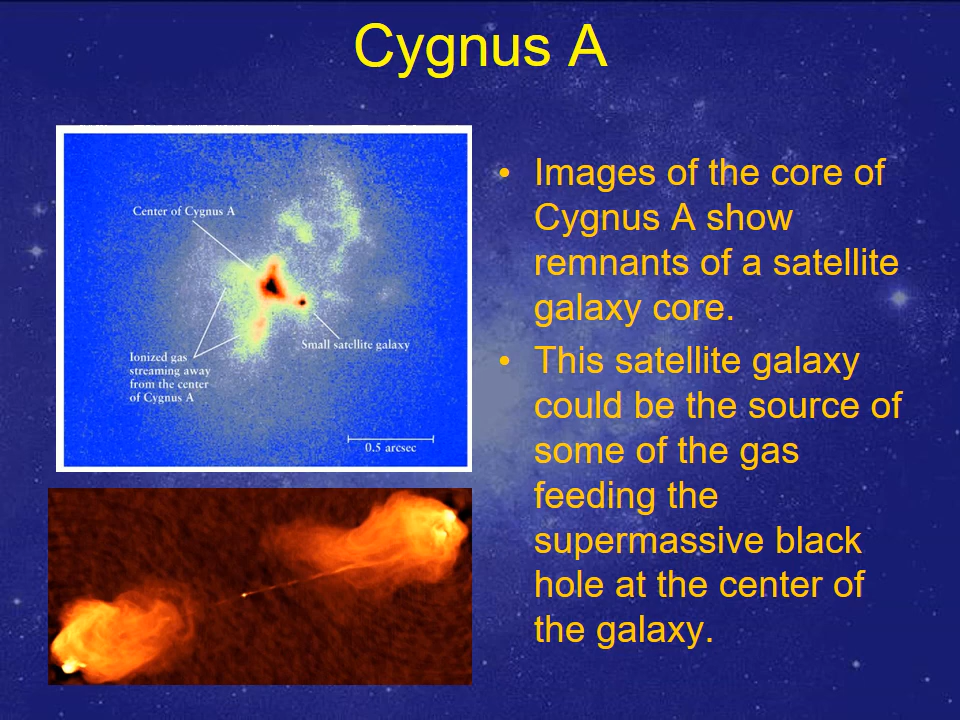 Cygnus A
Center of Cygnus A
Small satellite galaxy
Ionized gas
streaming away
from the center
of Cygnus A
0.5 arcsec
• Images of the core of
Cygnus A show
remnants of a satellite
galaxy core.
• This satellite galaxy
could be the source of
some of the gas
feeding the
supermassive black
hole at the center of
the galaxy.